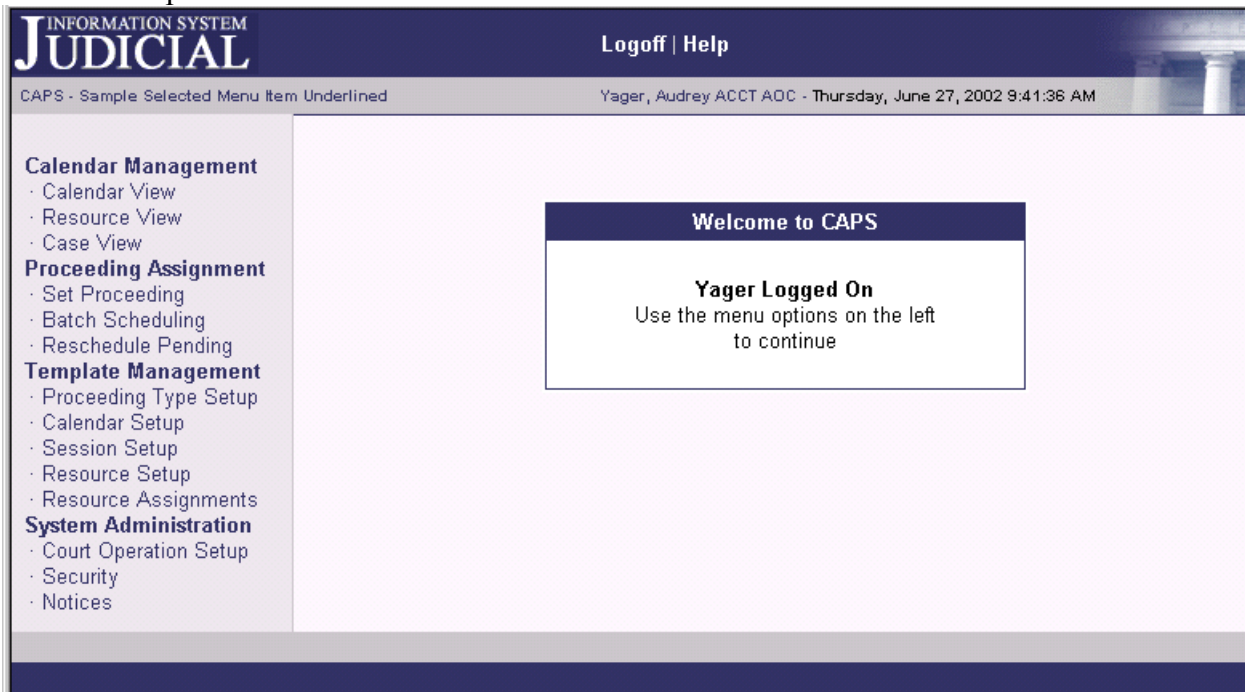 INFORMATION SYSTEM
JUDICIAL
Logoff | Help
CAPS - Sample Selected Menu Item Underlined
Yager, Audrey ACCT AOC - Thursday, June 27, 2002 9:41:36 AM
Calendar Management
· Calendar View
· Resource View
· Case View
Proceeding Assignment
· Set Proceeding
· Batch Scheduling
· Reschedule Pending
Template Management
· Proceeding Type Setup
· Calendar Setup
· Session Setup
· Resource Setup
· Resource Assignments
System Administration
· Court Operation Setup
· Security
· Notices
Welcome to CAPS
Yager Logged On
Use the menu options on the left
to continue